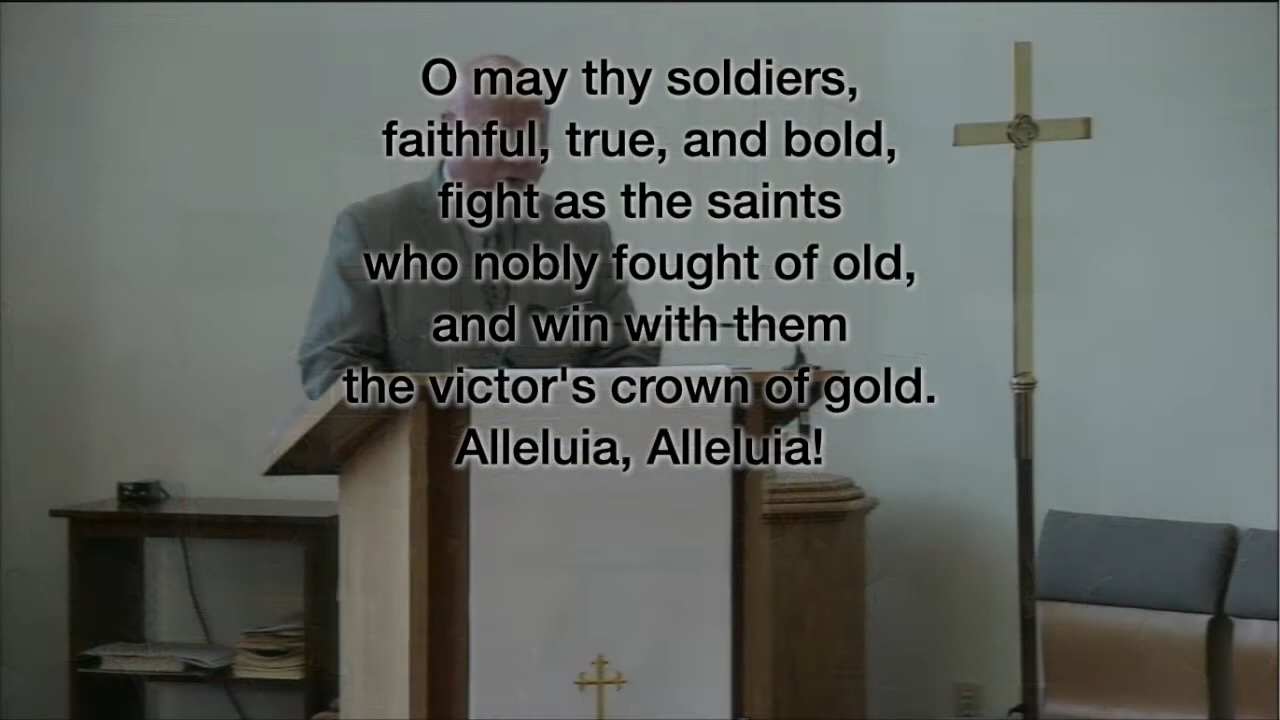 O may thy soldiers,
faithful, true, and bold,
fight as the saints
who nobly fought of old,
and win with them
the victor's crown of gold.
Alleluia, Alleluia!